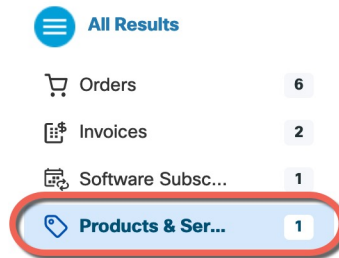 All Results
Orders 6
Invoices 2
Software Subsc... 1
Products & Ser... 1